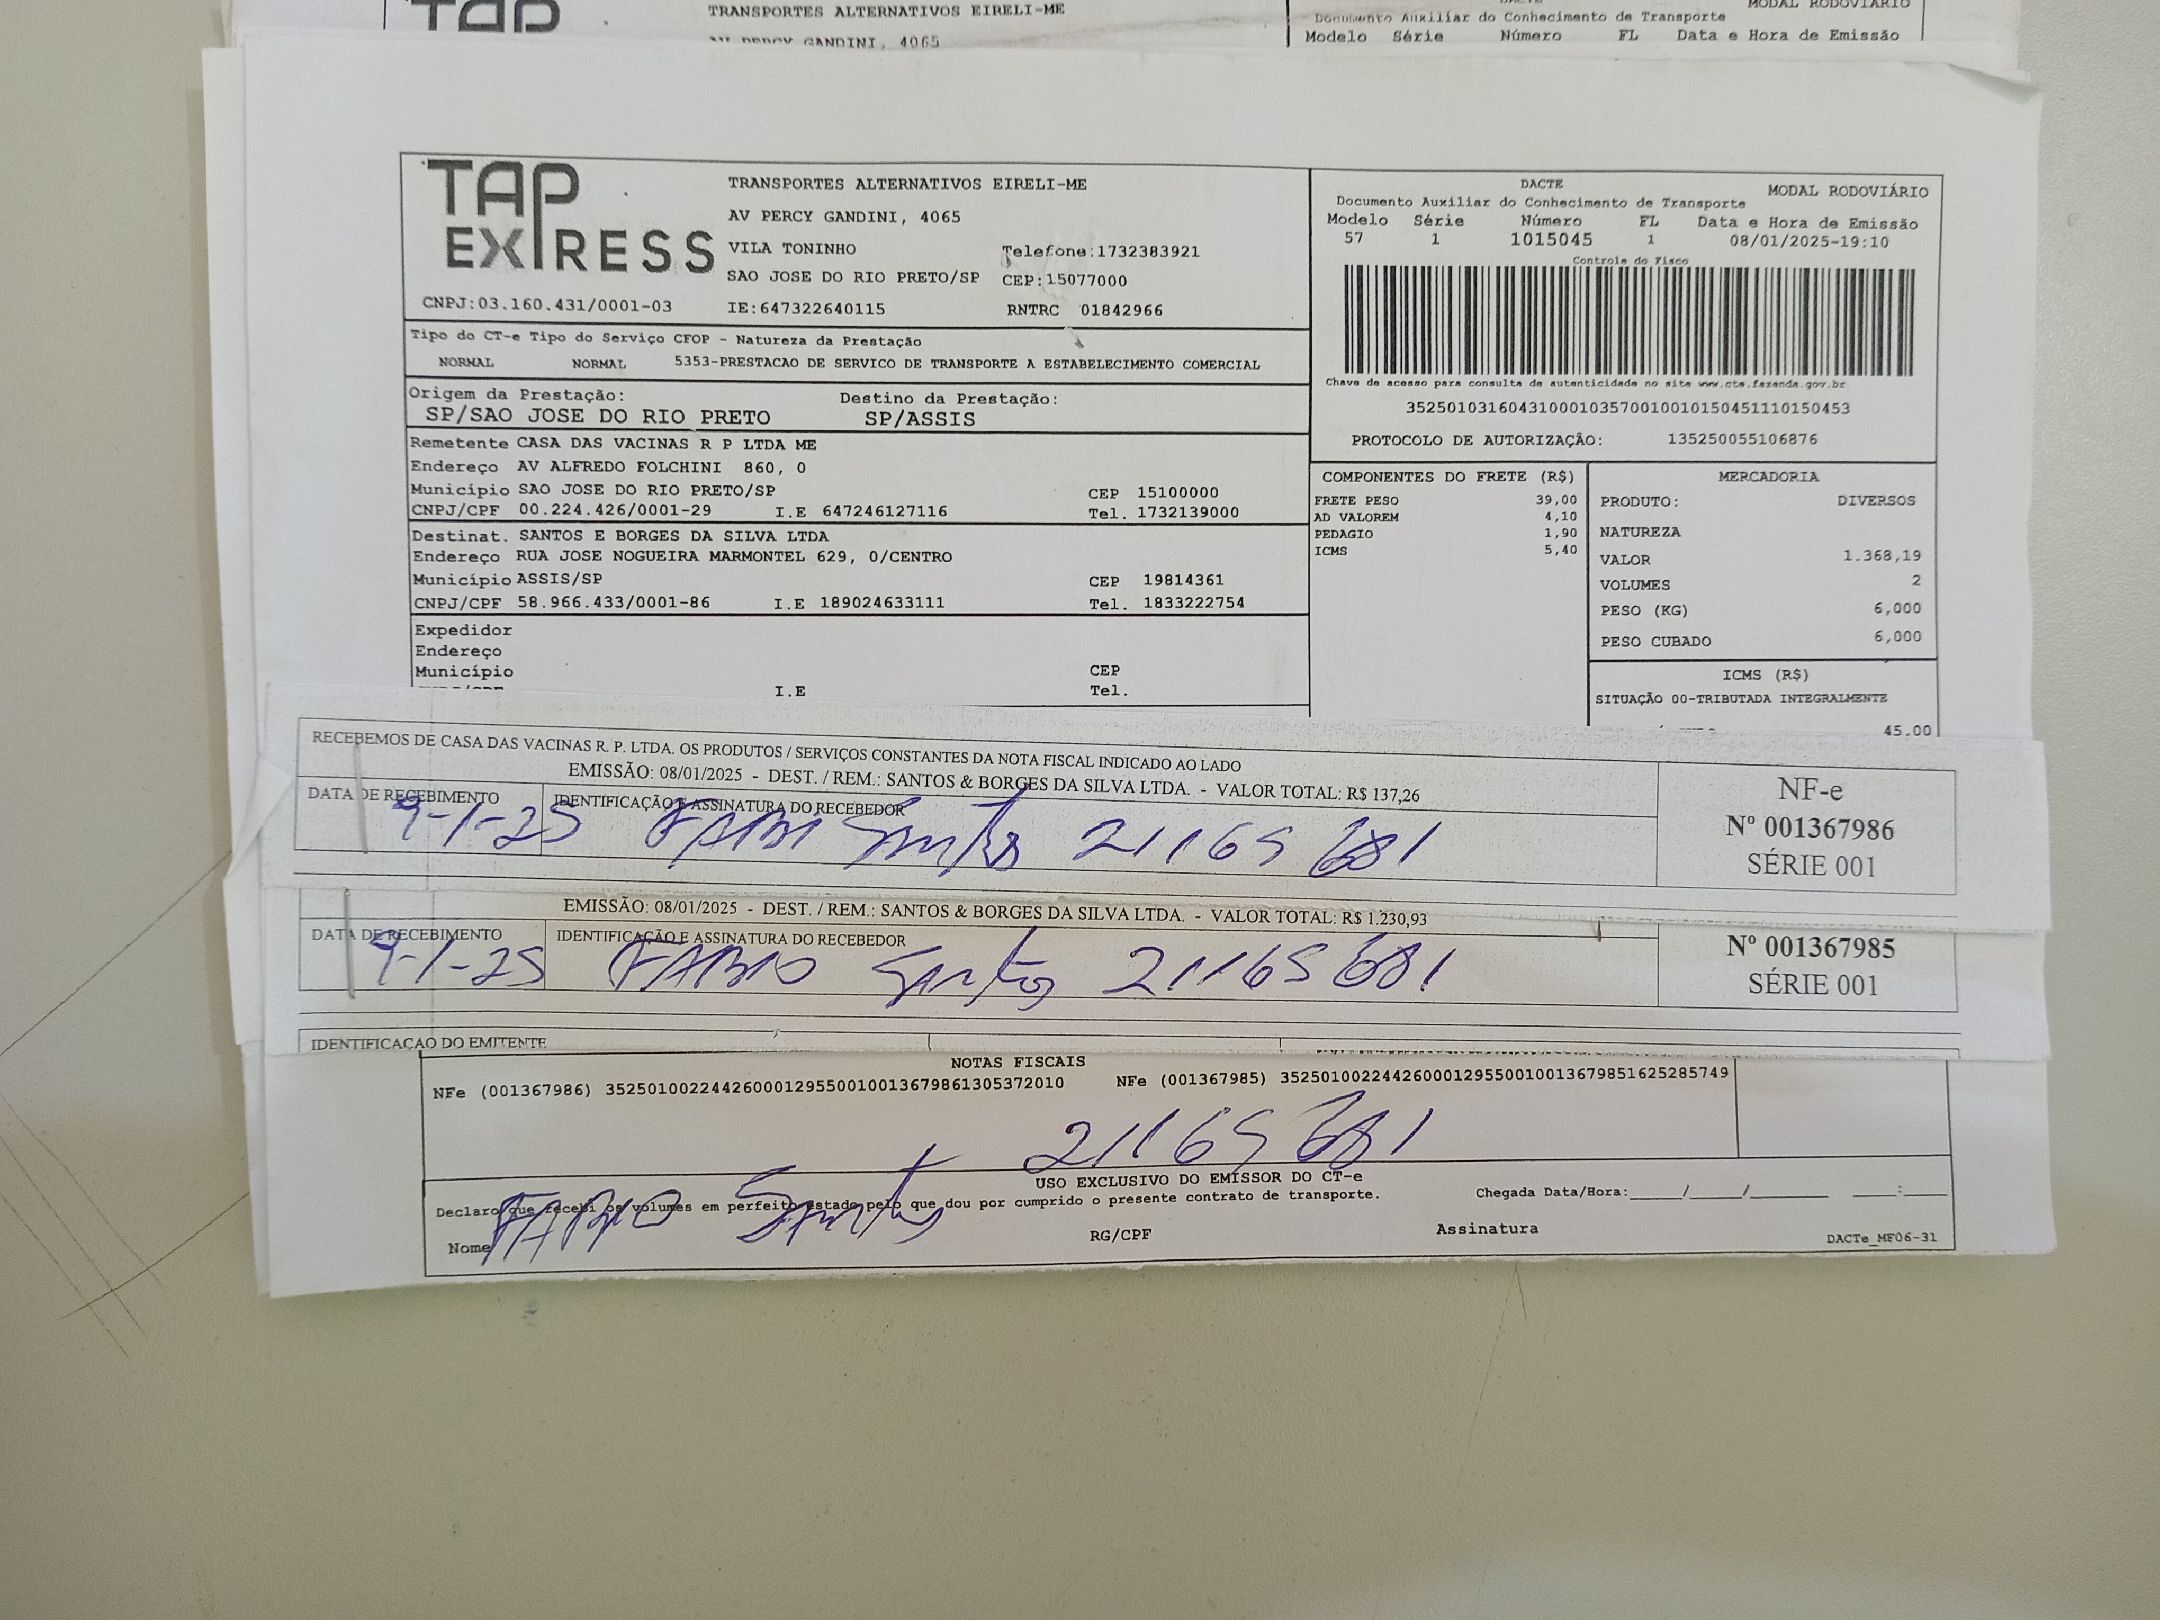 TRANSPORTES ALTERNATIVOS EIRELI-ME
MODAL RODOVIÁRIO
Documento Auxiliar do Conhecimento de Transporte
GANDINI, 4065
Modelo Série Número FL Data e Hora de Emissão
TAP EXPRESS
TRANSPORTES ALTERNATIVOS EIRELI-ME
AV PERCY GANDINI, 4065
VILA TONINHO Telefone:1732383921
SAO JOSE DO RIO PRETO/SP CEP:15077000
CNPJ:03.160.431/0001-03 IE:647322640115 RNTRC 01842966
DACTE MODAL RODOVIÁRIO
Documento Auxiliar do Conhecimento de Transporte
Modelo Série Número FL Data e Hora de Emissão
57 1 1015045 1 08/01/2025-19:10
Controle do Fisco
Chave de acesso para consulta de autenticidade no site www.cte.fazenda.gov.br
35250103160431000103570010010150451110150453
PROTOCOLO DE AUTORIZAÇÃO: 135250055106876
Tipo do CT-e Tipo do Serviço CFOP - Natureza da Prestação
NORMAL NORMAL 5353-PRESTACAO DE SERVICO DE TRANSPORTE A ESTABELECIMENTO COMERCIAL
Origem da Prestação: Destino da Prestação:
SP/SAO JOSE DO RIO PRETO SP/ASSIS
Remetente CASA DAS VACINAS R P LTDA ME
Endereço AV ALFREDO FOLCHINI 860, 0
Município SAO JOSE DO RIO PRETO/SP CEP 15100000
CNPJ/CPF 00.224.426/0001-29 I.E 647246127116 Tel. 1732139000
Destinat. SANTOS E BORGES DA SILVA LTDA
Endereço RUA JOSE NOGUEIRA MARMONTEL 629, 0/CENTRO
Município ASSIS/SP CEP 19814361
CNPJ/CPF 58.966.433/0001-86 I.E 189024633111 Tel. 1833222754
Expedidor
Endereço
Município CEP
I.E Tel.
COMPONENTES DO FRETE (R$)
FRETE PESO 39,00
AD VALOREM 4,10
PEDAGIO 1,90
ICMS 5,40
MERCADORIA
PRODUTO: DIVERSOS
NATUREZA
VALOR 1.368,19
VOLUMES 2
PESO (KG) 6,000
PESO CUBADO 6,000
ICMS (R$)
SITUAÇÃO 00-TRIBUTADA INTEGRALMENTE
45.00
RECEBEMOS DE CASA DAS VACINAS R. P. LTDA. OS PRODUTOS / SERVIÇOS CONSTANTES DA NOTA FISCAL INDICADO AO LADO
EMISSÃO: 08/01/2025 - DEST. / REM.: SANTOS & BORGES DA SILVA LTDA. - VALOR TOTAL: R$ 137,26
DATA DE RECEBIMENTO IDENTIFICAÇÃO E ASSINATURA DO RECEBEDOR
9-1-25 FABI Santos 21165681
NF-e
Nº 001367986
SÉRIE 001
EMISSÃO: 08/01/2025 - DEST. / REM.: SANTOS & BORGES DA SILVA LTDA. - VALOR TOTAL: R$ 1.230,93
DATA DE RECEBIMENTO IDENTIFICAÇÃO E ASSINATURA DO RECEBEDOR
9-1-25 FABIO Santos 21165681
Nº 001367985
SÉRIE 001
IDENTIFICAÇÃO DO EMITENTE
NOTAS FISCAIS
NFe (001367986) 35250100224426000129550010013679861305372010 NFe (001367985) 35250100224426000129550010013679851625285749
21165681
USO EXCLUSIVO DO EMISSOR DO CT-e
Declaro que recebi os volumes em perfeito estado pelo que dou por cumprido o presente contrato de transporte. Chegada Data/Hora:____/____/______ ____:____
Nome FABIO Santos RG/CPF Assinatura
DACTe_MF06-31